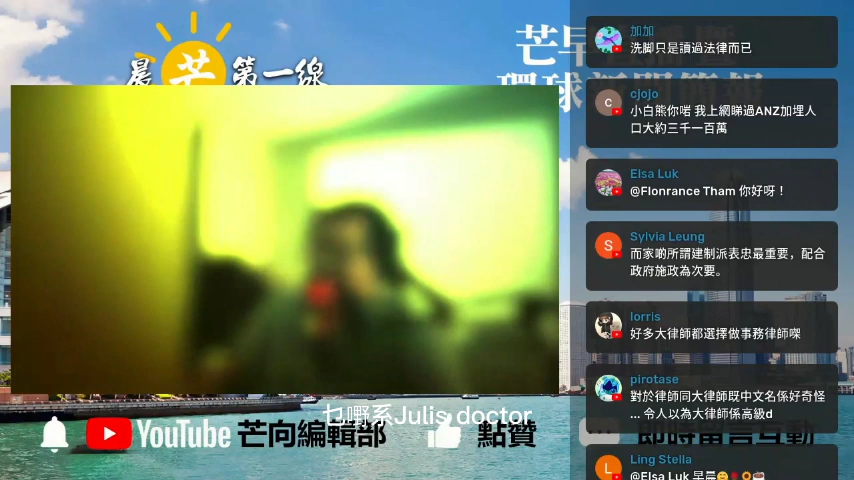 晨芒第一線
芒早
環球新聞簡報
加加
洗脚只是讀過法律而已
cjojo
小白熊你啱 我上網睇過ANZ加埋人
口大約三千一百萬
Elsa Luk
@Flonrance Tham 你好呀！
Sylvia Leung
而家啲所謂建制派表忠最重要，配合
政府施政為次要。
lorris
好多大律師都選擇做事務律師㗎
pirotase
對於律師同大律師既中文名係好奇怪
... 令人以為大律師係高級d
Ling Stella
@Elsa Luk 早晨😊🌹🌻☕
乜嘢系Julis doctor
YouTube 芒向編輯部 點贊 即時留言互動